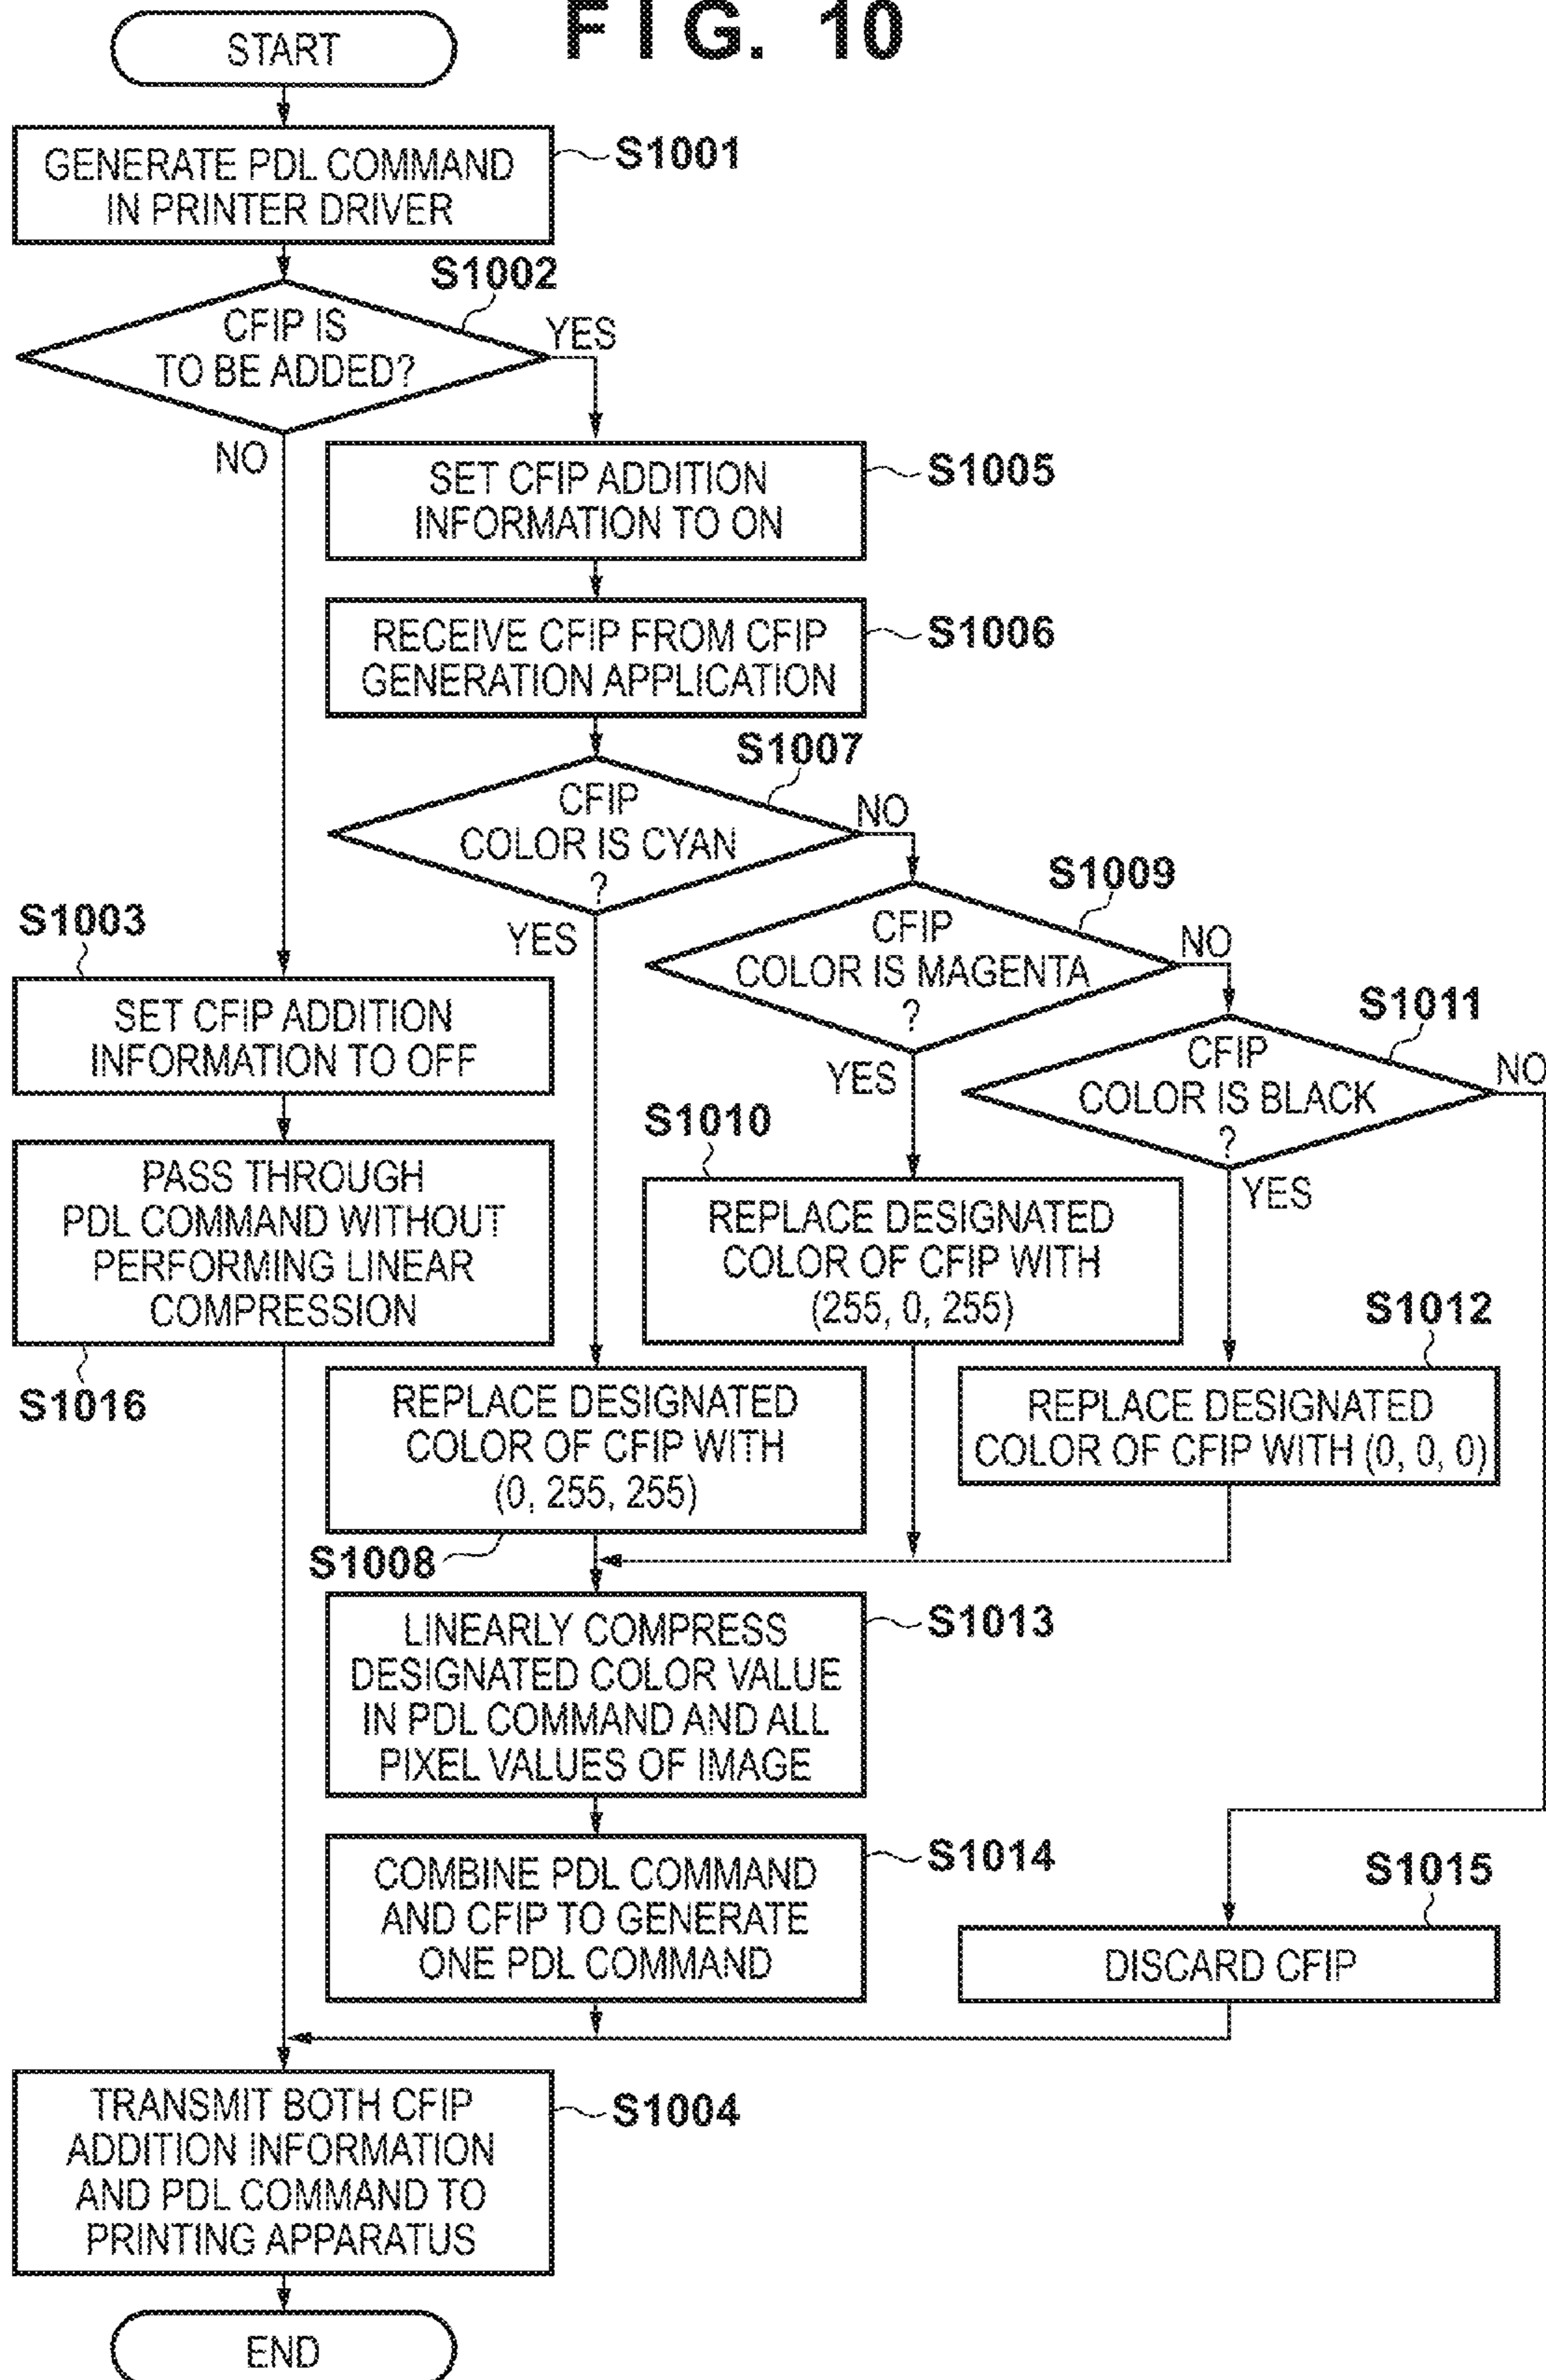 FIG. 10
START
GENERATE PDL COMMAND
IN PRINTER DRIVER
S1001
S1002
CFIP IS
TO BE ADDED?
YES
NO
SET CFIP ADDITION
INFORMATION TO ON
S1005
RECEIVE CFIP FROM CFIP
GENERATION APPLICATION
S1006
S1007
CFIP
COLOR IS CYAN
?
NO
YES
S1009
CFIP
COLOR IS MAGENTA
?
NO
YES
S1011
CFIP
COLOR IS BLACK
?
NO
YES
S1003
SET CFIP ADDITION
INFORMATION TO OFF
PASS THROUGH
PDL COMMAND WITHOUT
PERFORMING LINEAR
COMPRESSION
S1016
S1010
REPLACE DESIGNATED
COLOR OF CFIP WITH
(255, 0, 255)
S1012
REPLACE DESIGNATED
COLOR OF CFIP WITH (0, 0, 0)
REPLACE DESIGNATED
COLOR OF CFIP WITH
(0, 255, 255)
S1008
LINEARLY COMPRESS
DESIGNATED COLOR VALUE
IN PDL COMMAND AND ALL
PIXEL VALUES OF IMAGE
S1013
COMBINE PDL COMMAND
AND CFIP TO GENERATE
ONE PDL COMMAND
S1014
S1015
DISCARD CFIP
TRANSMIT BOTH CFIP
ADDITION INFORMATION
AND PDL COMMAND TO
PRINTING APPARATUS
S1004
END